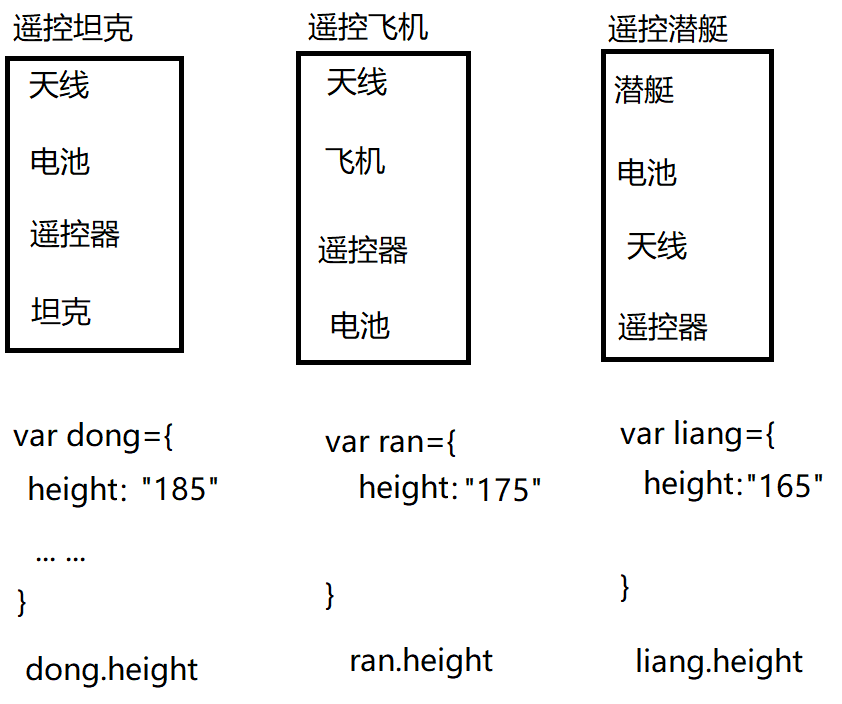 遥控坦克
天线
电池
遥控器
坦克
遥控飞机
天线
飞机
遥控器
电池
遥控潜艇
潜艇
电池
天线
遥控器
var dong={
height: "185"
... ...
}
dong.height
var ran={
height:"175"
}
ran.height
var liang={
height:"165"
}
liang.height